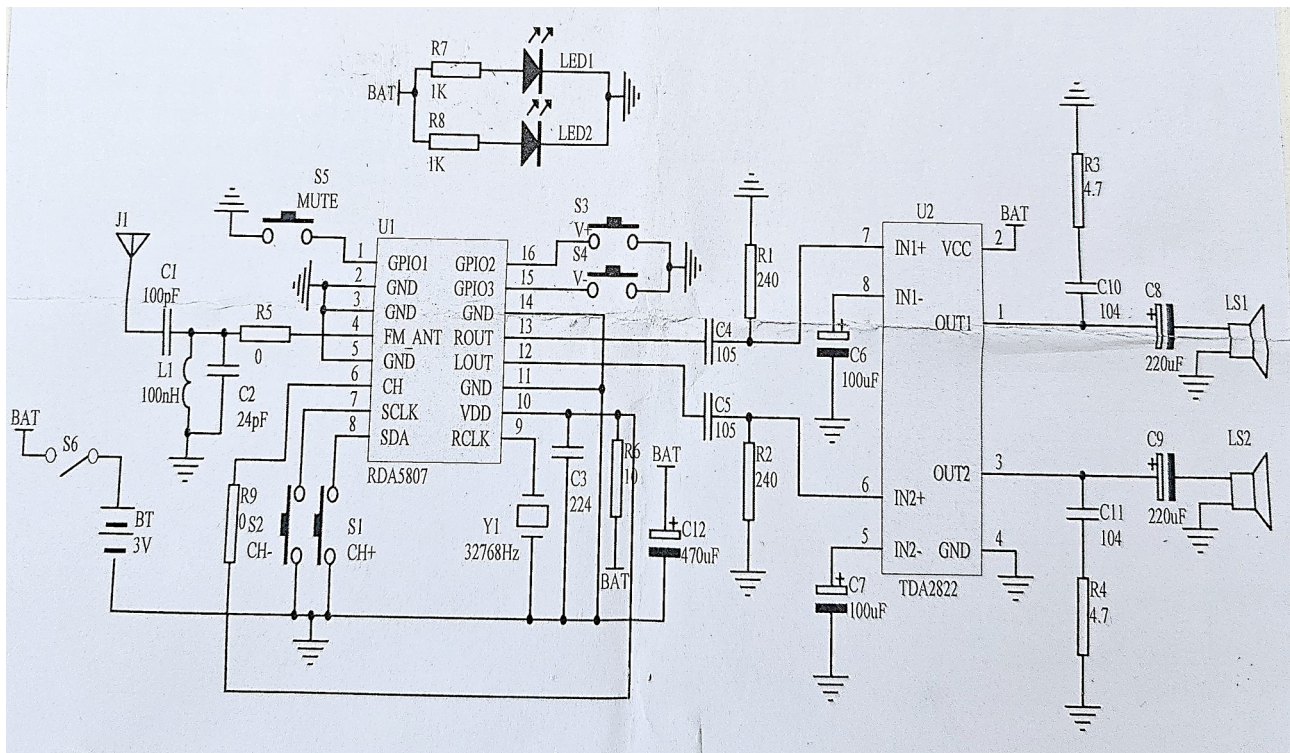 R7
1K
LED1
BAT
R8
1K
LED2
S5
MUTE
J1
C1
100pF
R5
0
L1
100nH
C2
24pF
U1
1 GPIO1
2 GND
3 GND
4 FM_ANT
5 GND
6 CH
7 SCLK
8 SDA
GPIO2 16
GPIO3 15
GND 14
ROUT 13
LOUT 12
GND 11
VDD 10
RCLK 9
RDA5807
S3
V+
S4
V-
BAT
S6
BT
3V
R9
0
S2
CH-
S1
CH+
Y1
32768Hz
C3
224
R6
10
BAT
BAT
C12
470uF
C4
105
C5
105
R1
240
R2
240
C6
100uF
C7
100uF
U2
7 IN1+
8 IN1-
6 IN2+
5 IN2-
VCC 2
OUT1 1
OUT2 3
GND 4
TDA2822
BAT
R3
4.7
C10
104
C8
220uF
LS1
C9
220uF
LS2
C11
104
R4
4.7